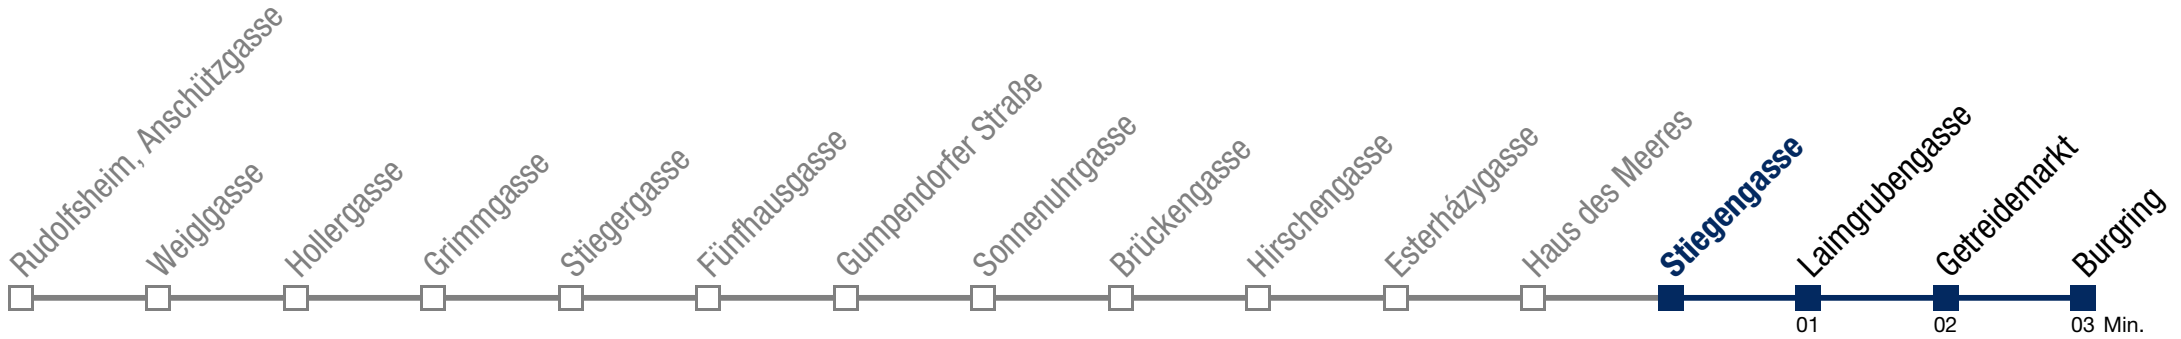 Rudolfsheim, Anschützgasse
Weiglgasse
Hollergasse
Grimmgasse
Stiegergasse
Fünfhausgasse
Gumpendorfer Straße
Sonnenuhrgasse
Brückengasse
Hirschengasse
Esterházygasse
Haus des Meeres
Stiegengasse
Laimgrubengasse
Getreidemarkt
Burgring
01 02 03 Min.